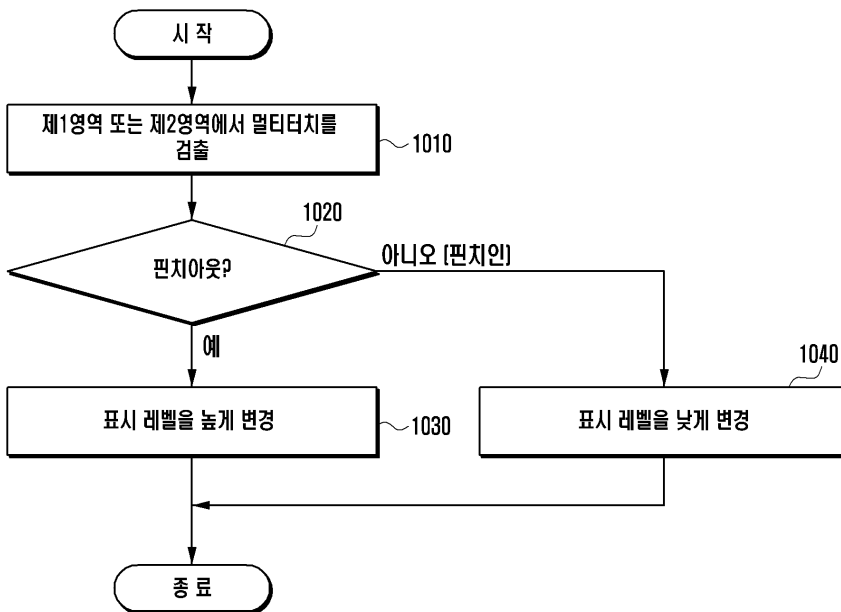 시 작
제1영역 또는 제2영역에서 멀티터치를
검출
1010
1020
핀치아웃?
아니오 [핀치인]
예
1040
표시 레벨을 높게 변경
1030
표시 레벨을 낮게 변경
종 료